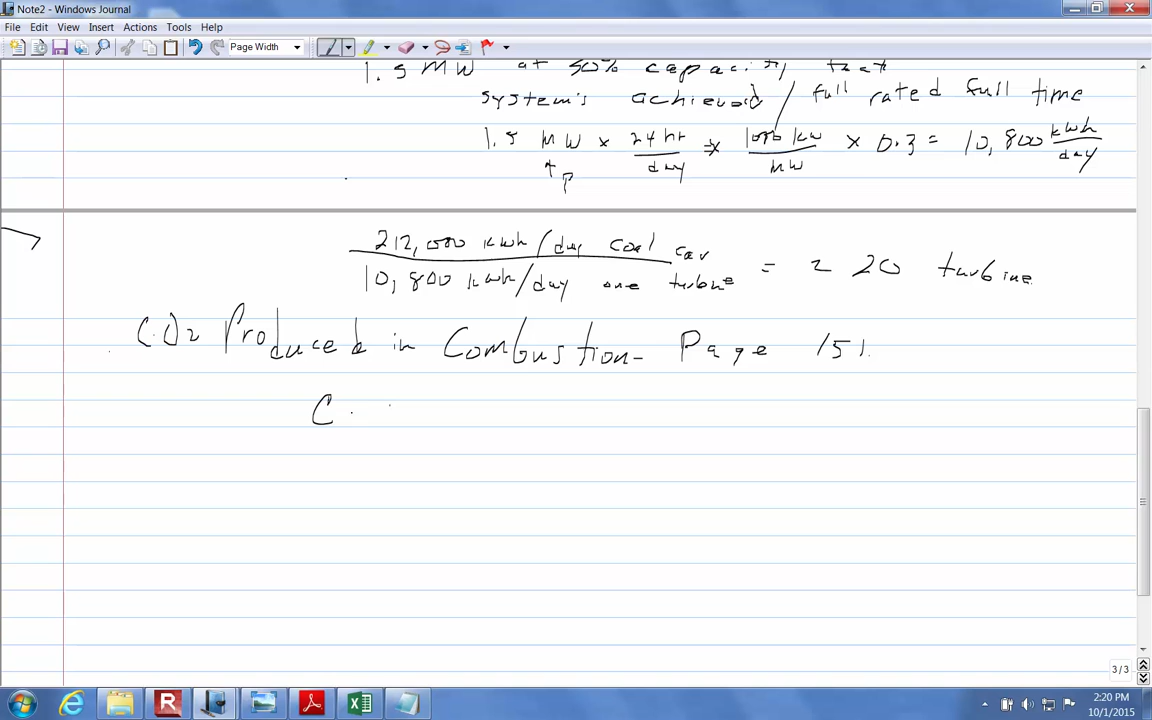 Note2 - Windows Journal
File Edit View Insert Actions Tools Help
Page Width
1.5 MW at 30% capacity that
system's achieved / full rated full time
1.5 MW × 24 hr / day × 1000 kW / MW × 0.3 = 10,800 kWh / day
↑ P
212,000 kWh/day coal car
10,800 kWh/day one turbine
= ~ 20 turbine
CO2 Produced in Combustion - Page 151
C
3/3
2:20 PM
10/1/2015